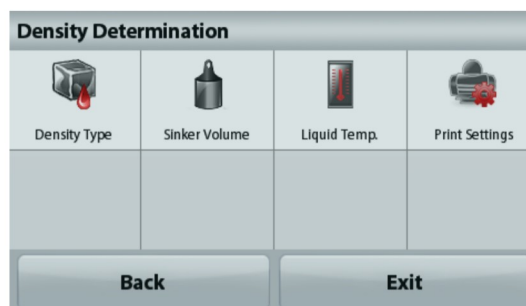 Density Determination
Density Type
Sinker Volume
Liquid Temp.
Print Settings
Back
Exit